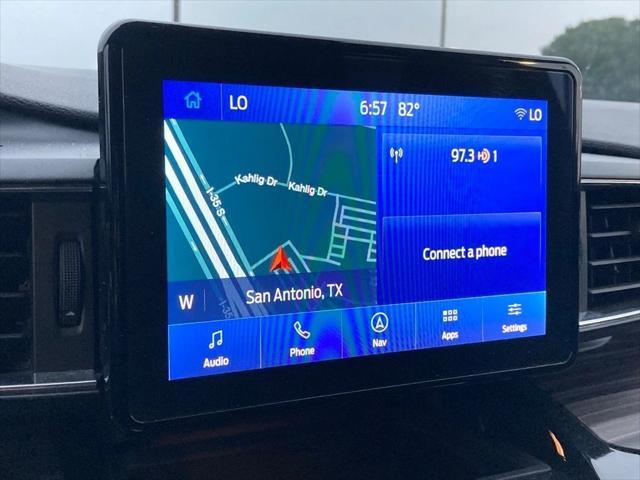 LO 6:57 82° LO
97.3 1
Kahlig Dr Kahlig Dr
I-35 S
Connect a phone
W San Antonio, TX
I-35
Audio Phone Nav Apps Settings